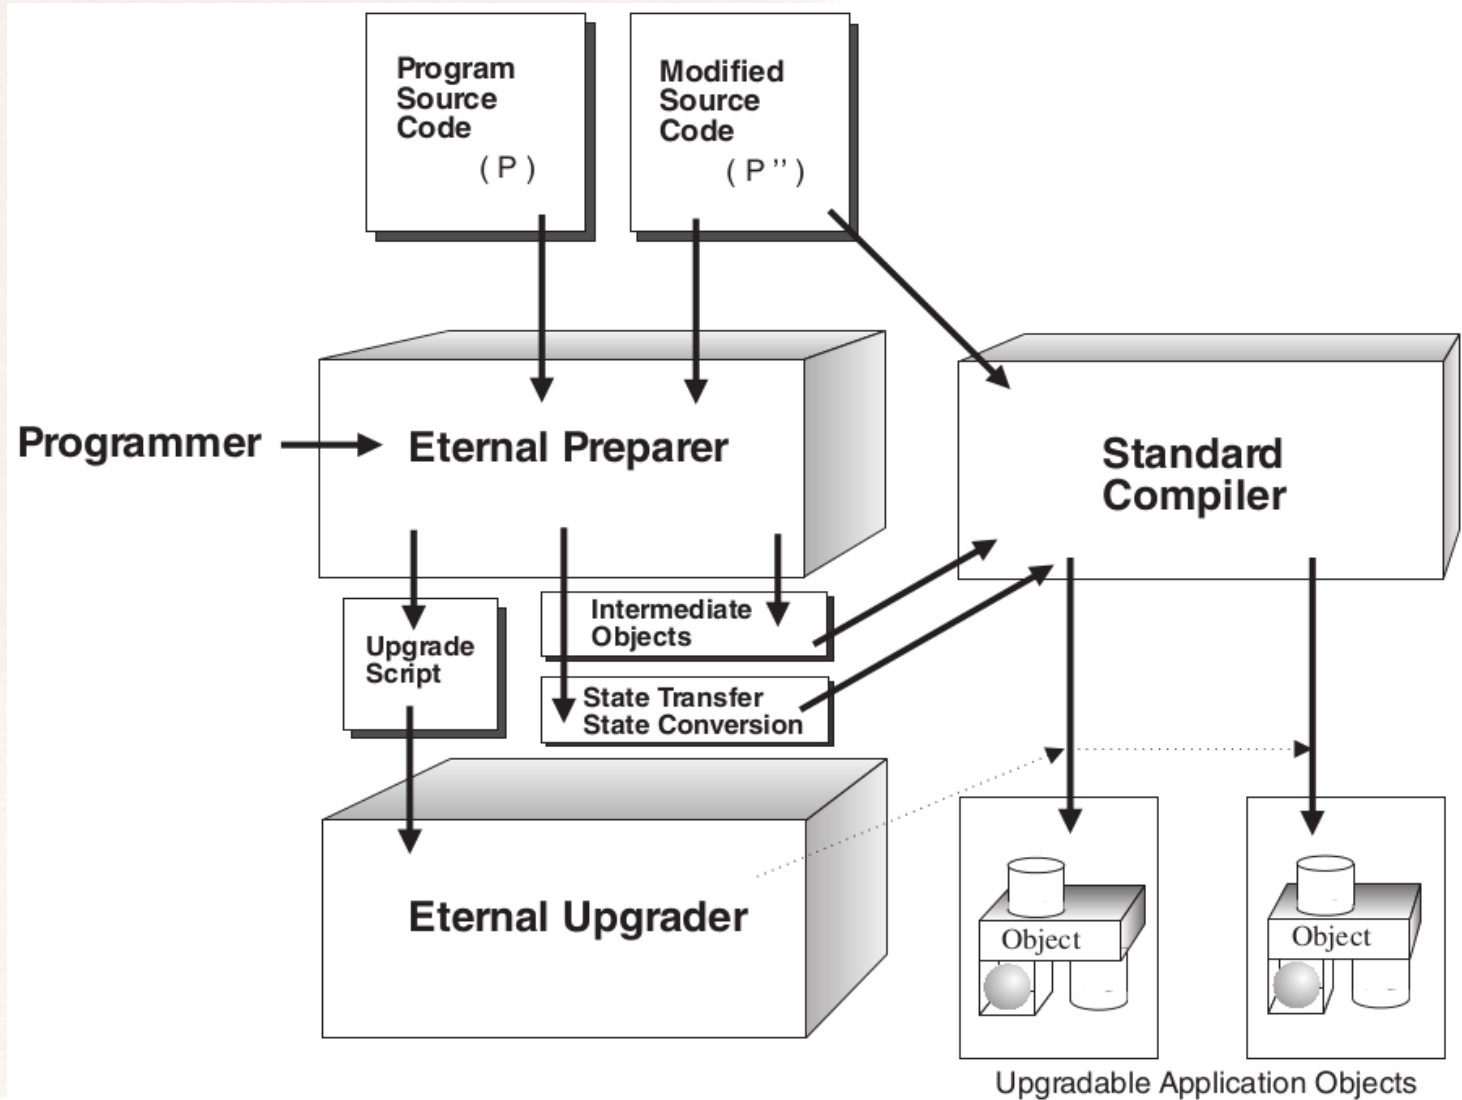 Program
Source
Code
( P )
Modified
Source
Code
( P ” )
Programmer
Eternal Preparer
Standard
Compiler
Intermediate
Objects
Upgrade
Script
State Transfer
State Conversion
Eternal Upgrader
Object
Object
Upgradable Application Objects